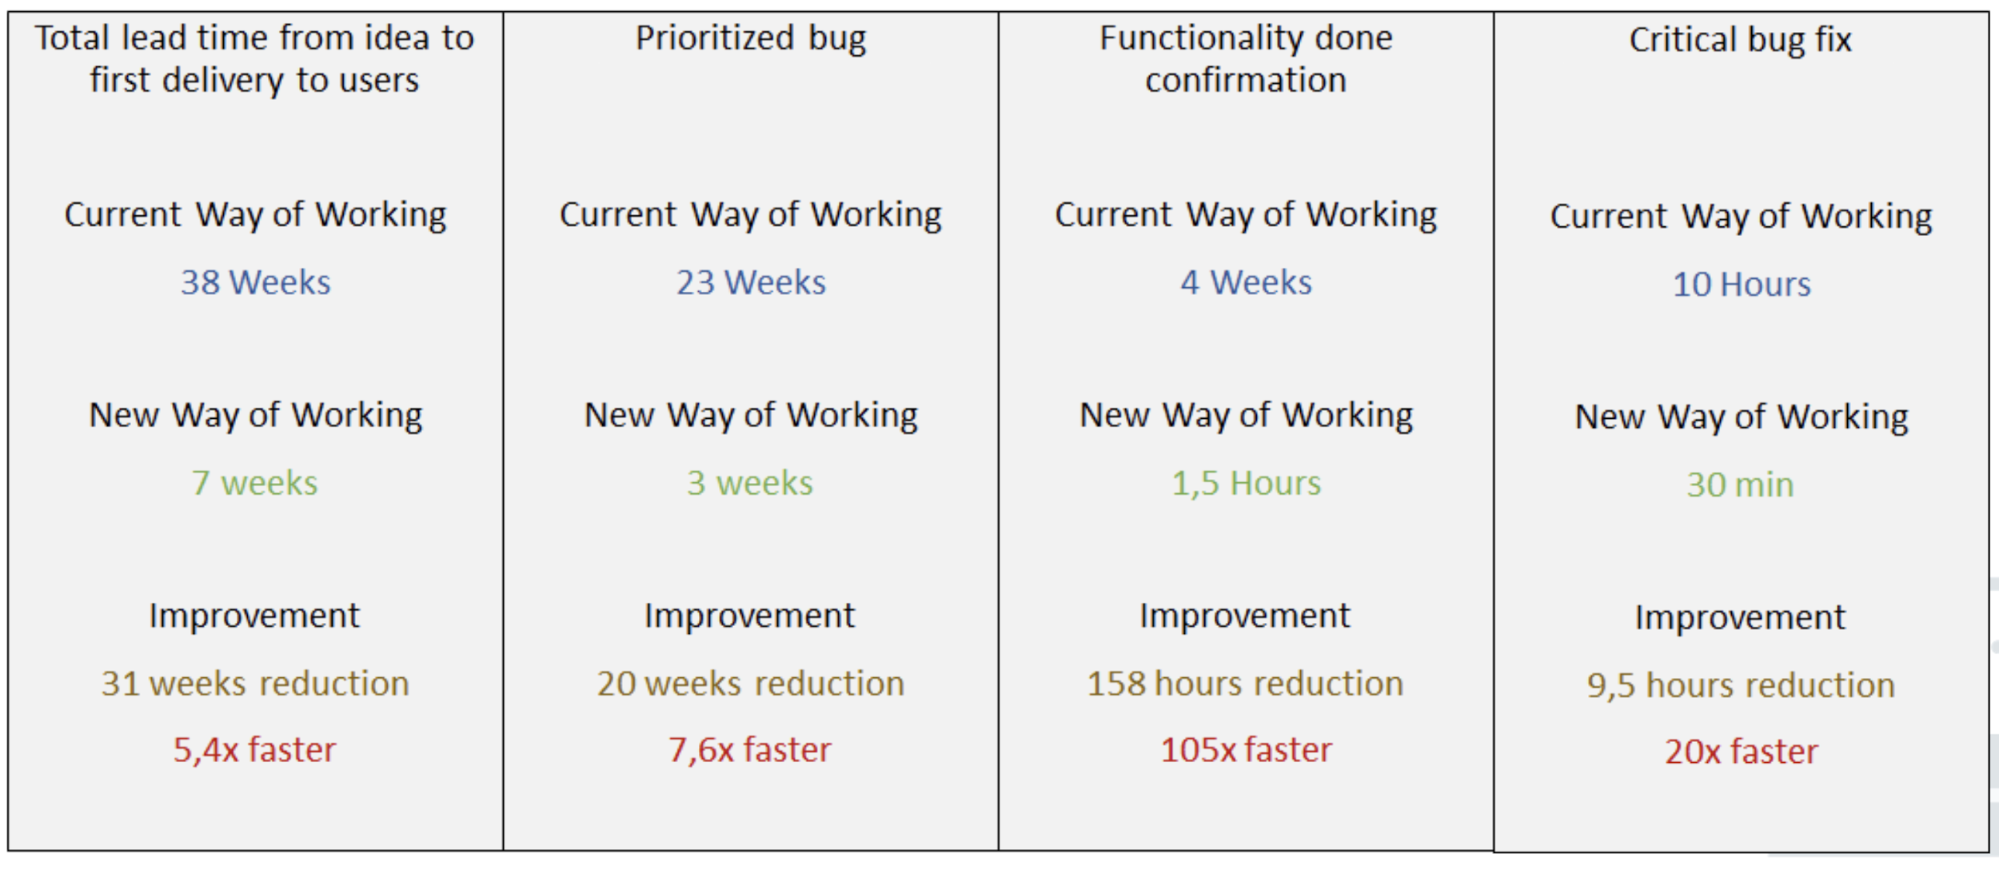 Total lead time from idea to
first delivery to users
Current Way of Working
38 Weeks
New Way of Working
7 weeks
Improvement
31 weeks reduction
5,4x faster
Prioritized bug
Current Way of Working
23 Weeks
New Way of Working
3 weeks
Improvement
20 weeks reduction
7,6x faster
Functionality done
confirmation
Current Way of Working
4 Weeks
New Way of Working
1,5 Hours
Improvement
158 hours reduction
105x faster
Critical bug fix
Current Way of Working
10 Hours
New Way of Working
30 min
Improvement
9,5 hours reduction
20x faster